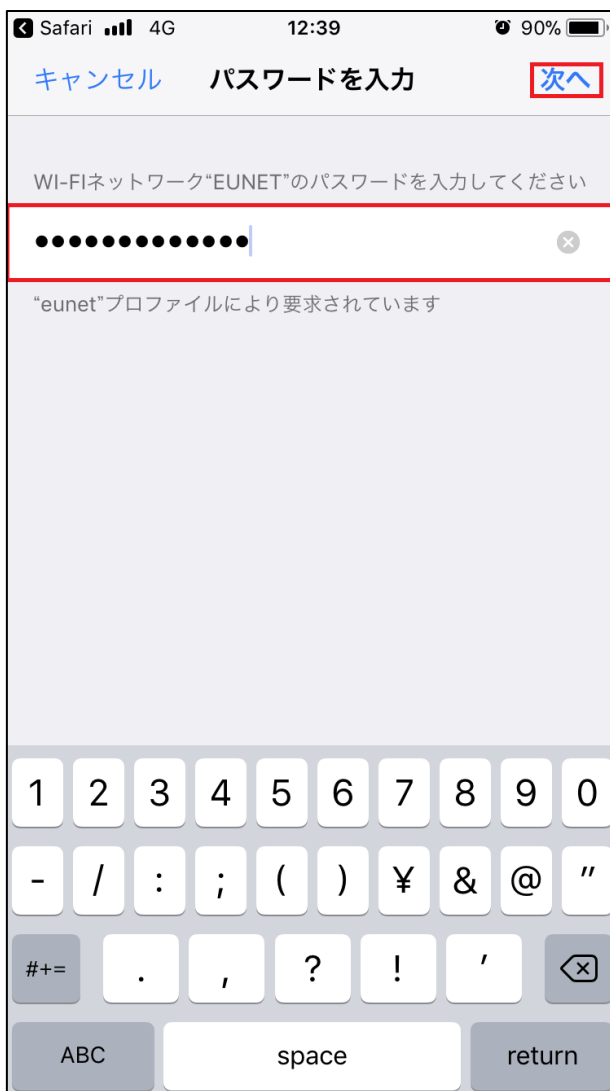 Safari 4G 12:39 90%
キャンセル パスワードを入力 次へ
WI-FIネットワーク“EUNET”のパスワードを入力してください
●●●●●●●●●●●●●
“eunet”プロファイルにより要求されています
1 2 3 4 5 6 7 8 9 0
- / : ; ( ) ¥ & @ "
#+= . , ? ! '
ABC space return